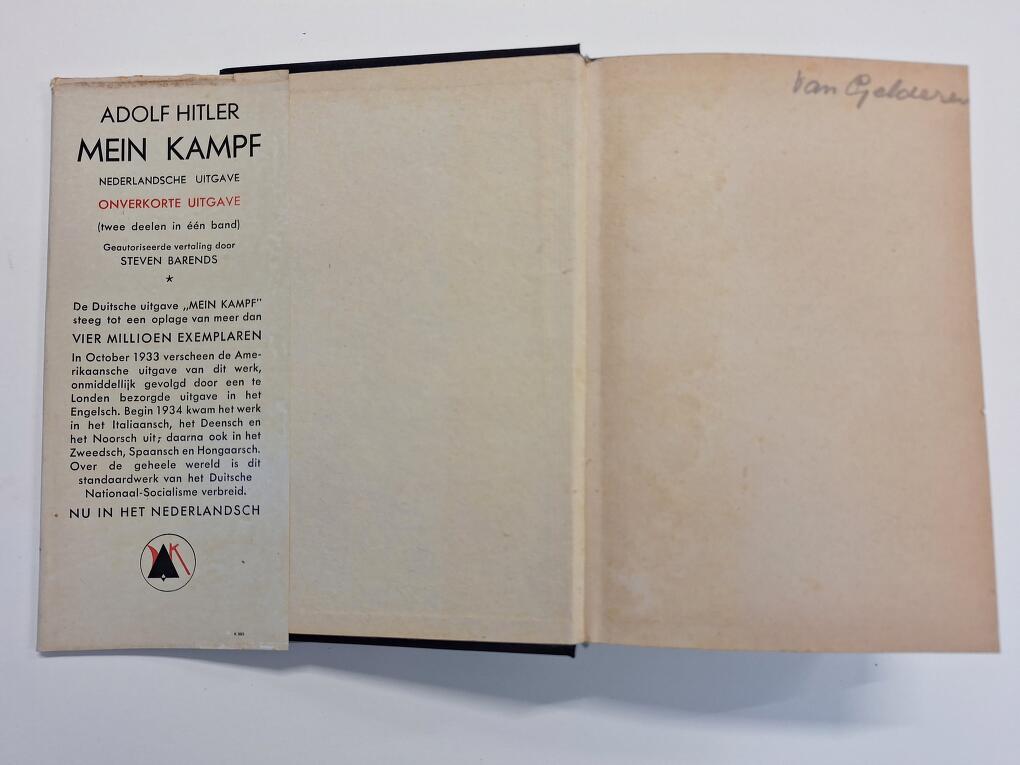 ADOLF HITLER
MEIN KAMPF
NEDERLANDSCHE UITGAVE
ONVERKORTE UITGAVE
(twee deelen in één band)
Geautoriseerde vertaling door
STEVEN BARENDS
*
De Duitsche uitgave „MEIN KAMPF"
steeg tot een oplage van meer dan
VIER MILLIOEN EXEMPLAREN
In October 1933 verscheen de Ame-
rikaansche uitgave van dit werk,
onmiddellijk gevolgd door een te
Londen bezorgde uitgave in het
Engelsch. Begin 1934 kwam het werk
in het Italiaansch, het Deensch en
het Noorsch uit; daarna ook in het
Zweedsch, Spaansch en Hongaarsch.
Over de geheele wereld is dit
standaardwerk van het Duitsche
Nationaal-Socialisme verbreid.
NU IN HET NEDERLANDSCH
Van Gelderen